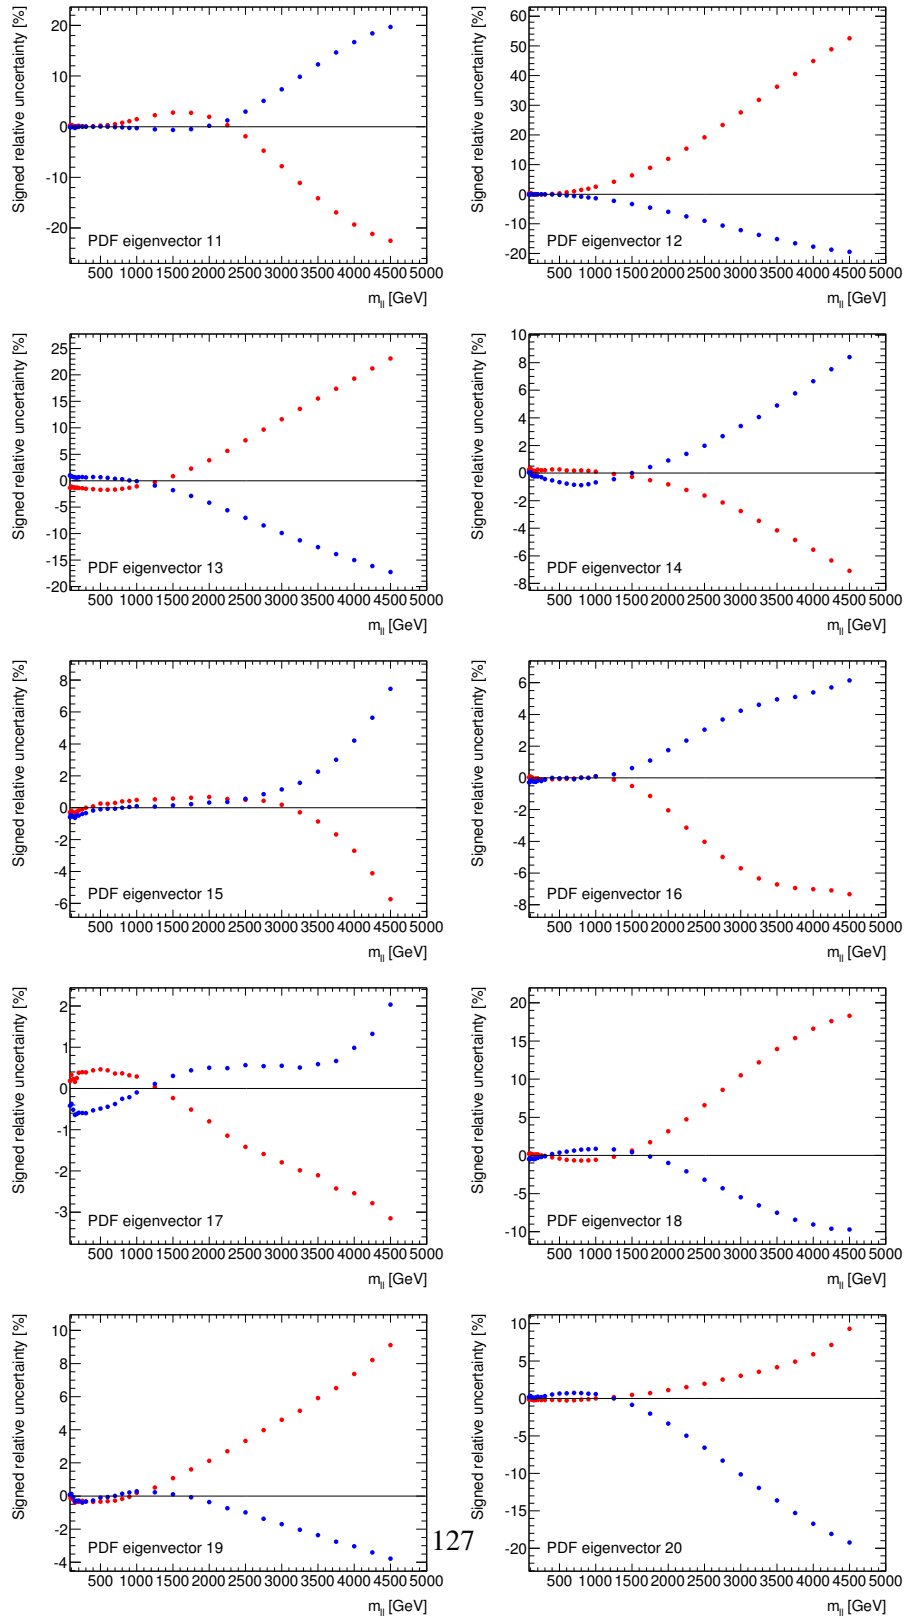 Signed relative uncertainty [%]
20
10
0
-10
-20
PDF eigenvector 11
500 1000 1500 2000 2500 3000 3500 4000 4500 5000
m_ll [GeV]
Signed relative uncertainty [%]
60
50
40
30
20
10
0
-10
-20
PDF eigenvector 12
500 1000 1500 2000 2500 3000 3500 4000 4500 5000
m_ll [GeV]
Signed relative uncertainty [%]
25
20
15
10
5
0
-5
-10
-15
-20
PDF eigenvector 13
500 1000 1500 2000 2500 3000 3500 4000 4500 5000
m_ll [GeV]
Signed relative uncertainty [%]
10
8
6
4
2
0
-2
-4
-6
-8
PDF eigenvector 14
500 1000 1500 2000 2500 3000 3500 4000 4500 5000
m_ll [GeV]
Signed relative uncertainty [%]
8
6
4
2
0
-2
-4
-6
PDF eigenvector 15
500 1000 1500 2000 2500 3000 3500 4000 4500 5000
m_ll [GeV]
Signed relative uncertainty [%]
6
4
2
0
-2
-4
-6
-8
PDF eigenvector 16
500 1000 1500 2000 2500 3000 3500 4000 4500 5000
m_ll [GeV]
Signed relative uncertainty [%]
2
1
0
-1
-2
-3
PDF eigenvector 17
500 1000 1500 2000 2500 3000 3500 4000 4500 5000
m_ll [GeV]
Signed relative uncertainty [%]
20
15
10
5
0
-5
-10
PDF eigenvector 18
500 1000 1500 2000 2500 3000 3500 4000 4500 5000
m_ll [GeV]
Signed relative uncertainty [%]
10
8
6
4
2
0
-2
-4
PDF eigenvector 19
500 1000 1500 2000 2500 3000 3500 4000 4500 5000
m_ll [GeV]
Signed relative uncertainty [%]
10
5
0
-5
-10
-15
-20
PDF eigenvector 20
500 1000 1500 2000 2500 3000 3500 4000 4500 5000
m_ll [GeV]
127